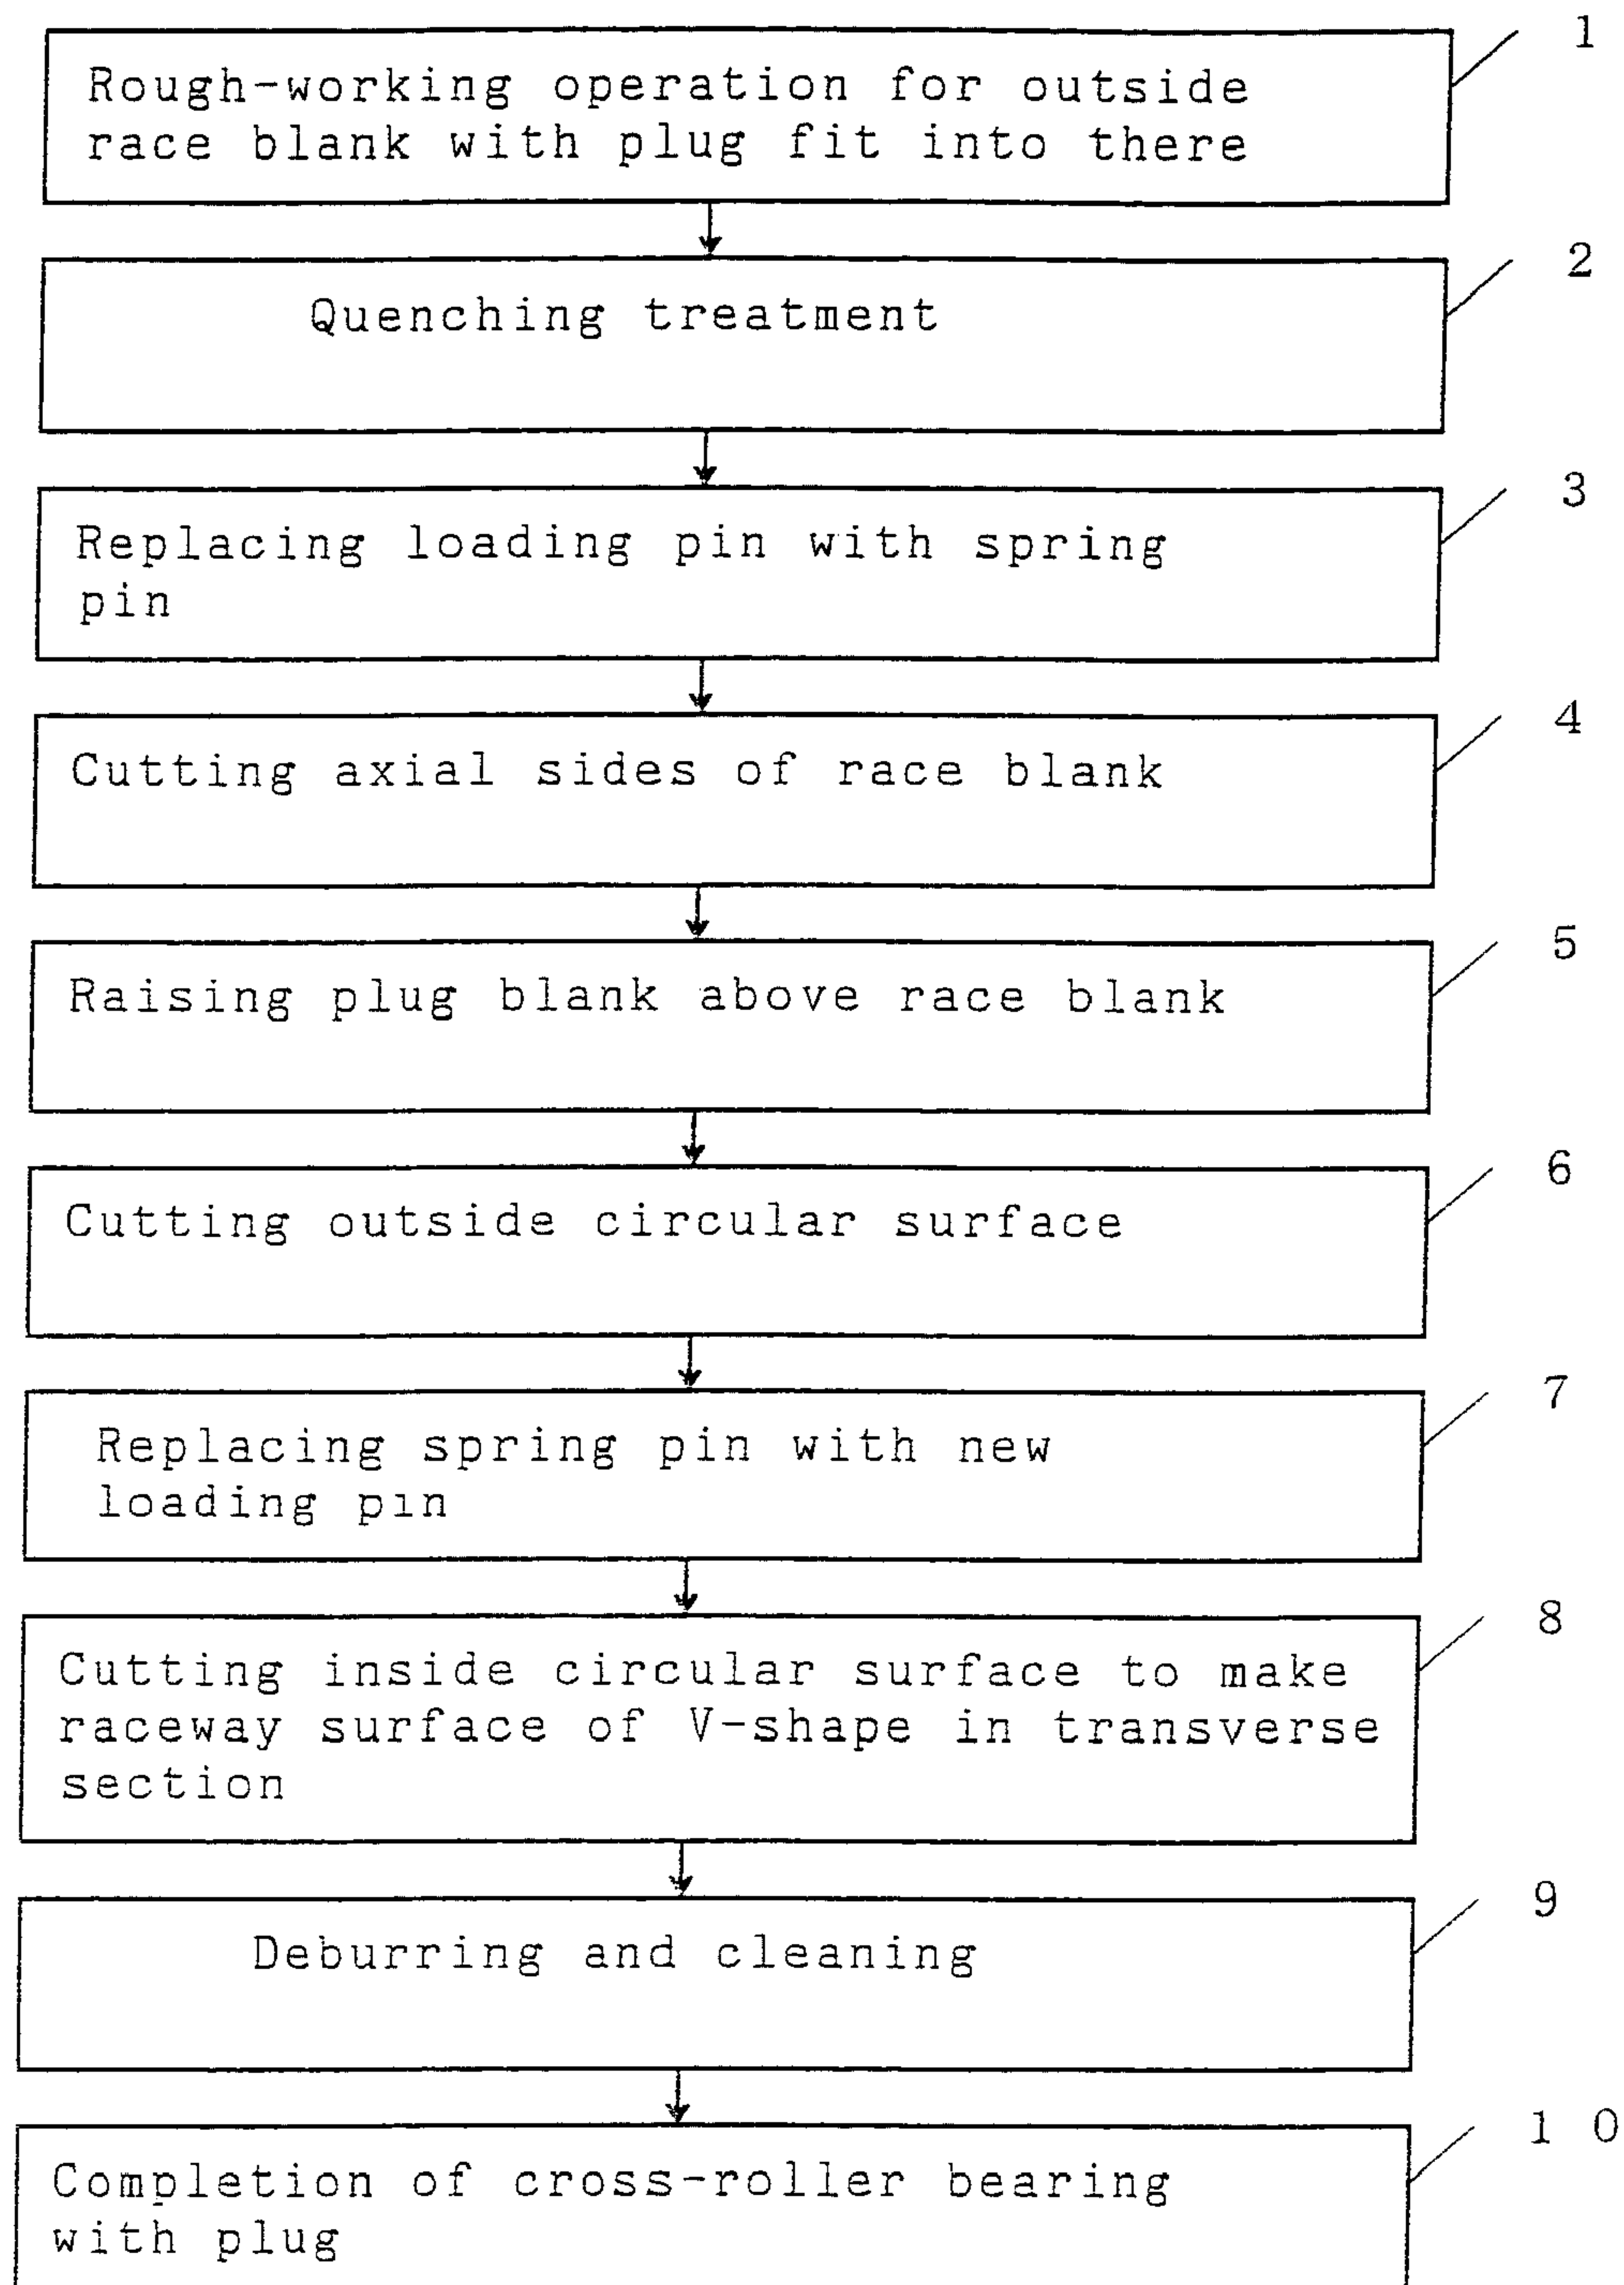 1
Rough-working operation for outside
race blank with plug fit into there
2
Quenching treatment
3
Replacing loading pin with spring
pin
4
Cutting axial sides of race blank
5
Raising plug blank above race blank
6
Cutting outside circular surface
7
Replacing spring pin with new
loading pin
8
Cutting inside circular surface to make
raceway surface of V-shape in transverse
section
9
Deburring and cleaning
10
Completion of cross-roller bearing
with plug